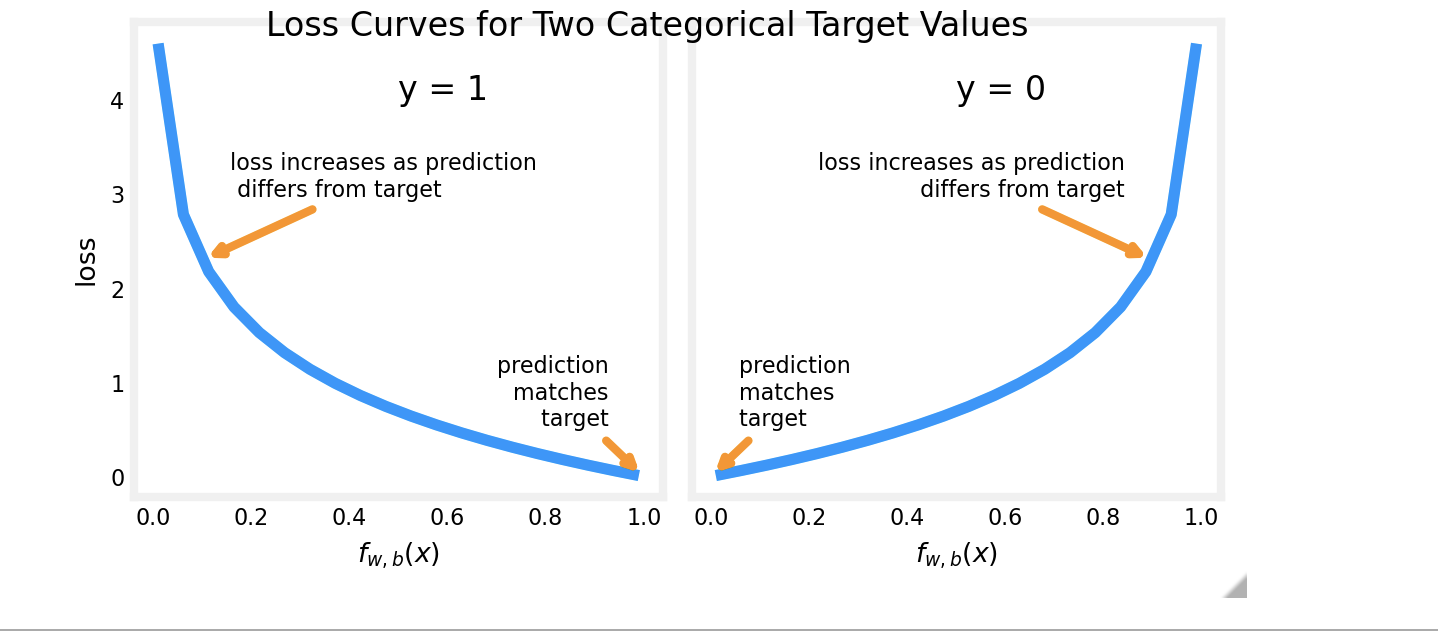 Loss Curves for Two Categorical Target Values
y = 1
loss increases as prediction
differs from target
prediction
matches
target
loss
4
3
2
1
0
0.0 0.2 0.4 0.6 0.8 1.0
f_{w, b}(x)
y = 0
loss increases as prediction
differs from target
prediction
matches
target
0.0 0.2 0.4 0.6 0.8 1.0
f_{w, b}(x)